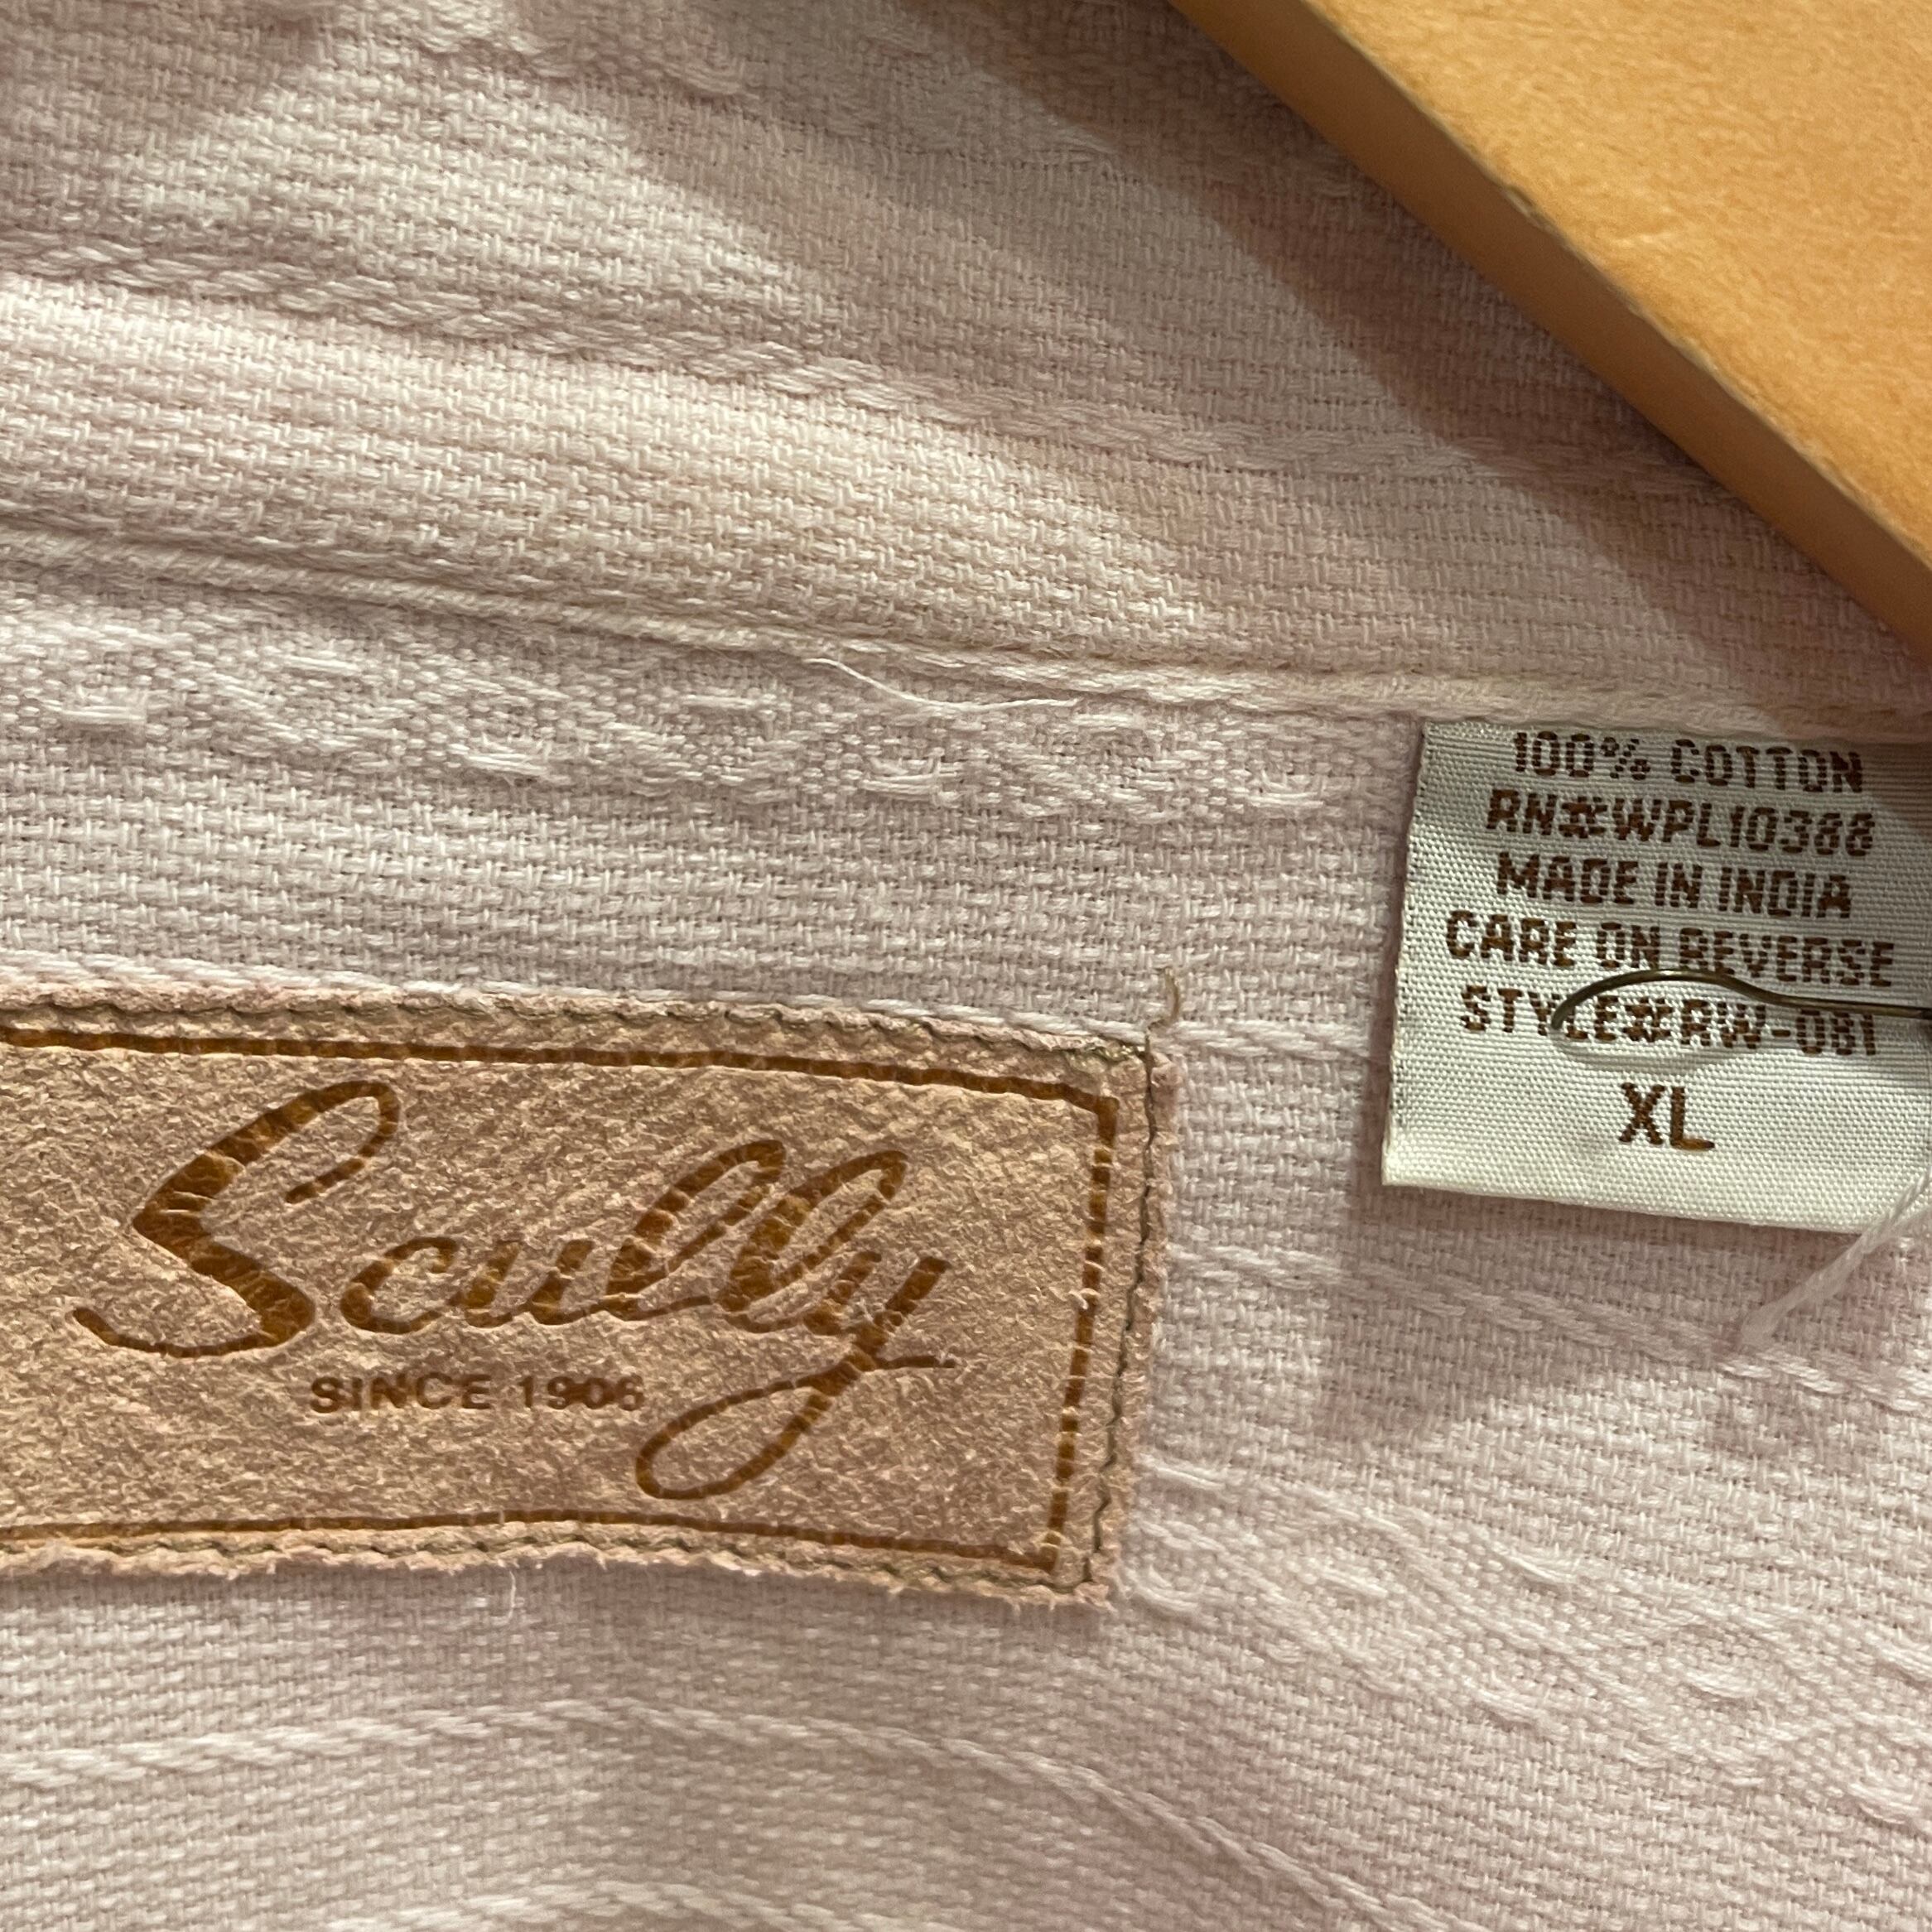 100% COTTON
RN#WPL10388
MADE IN INDIA
CARE ON REVERSE
STYLE#RW-081
XL
Scully
SINCE 1906